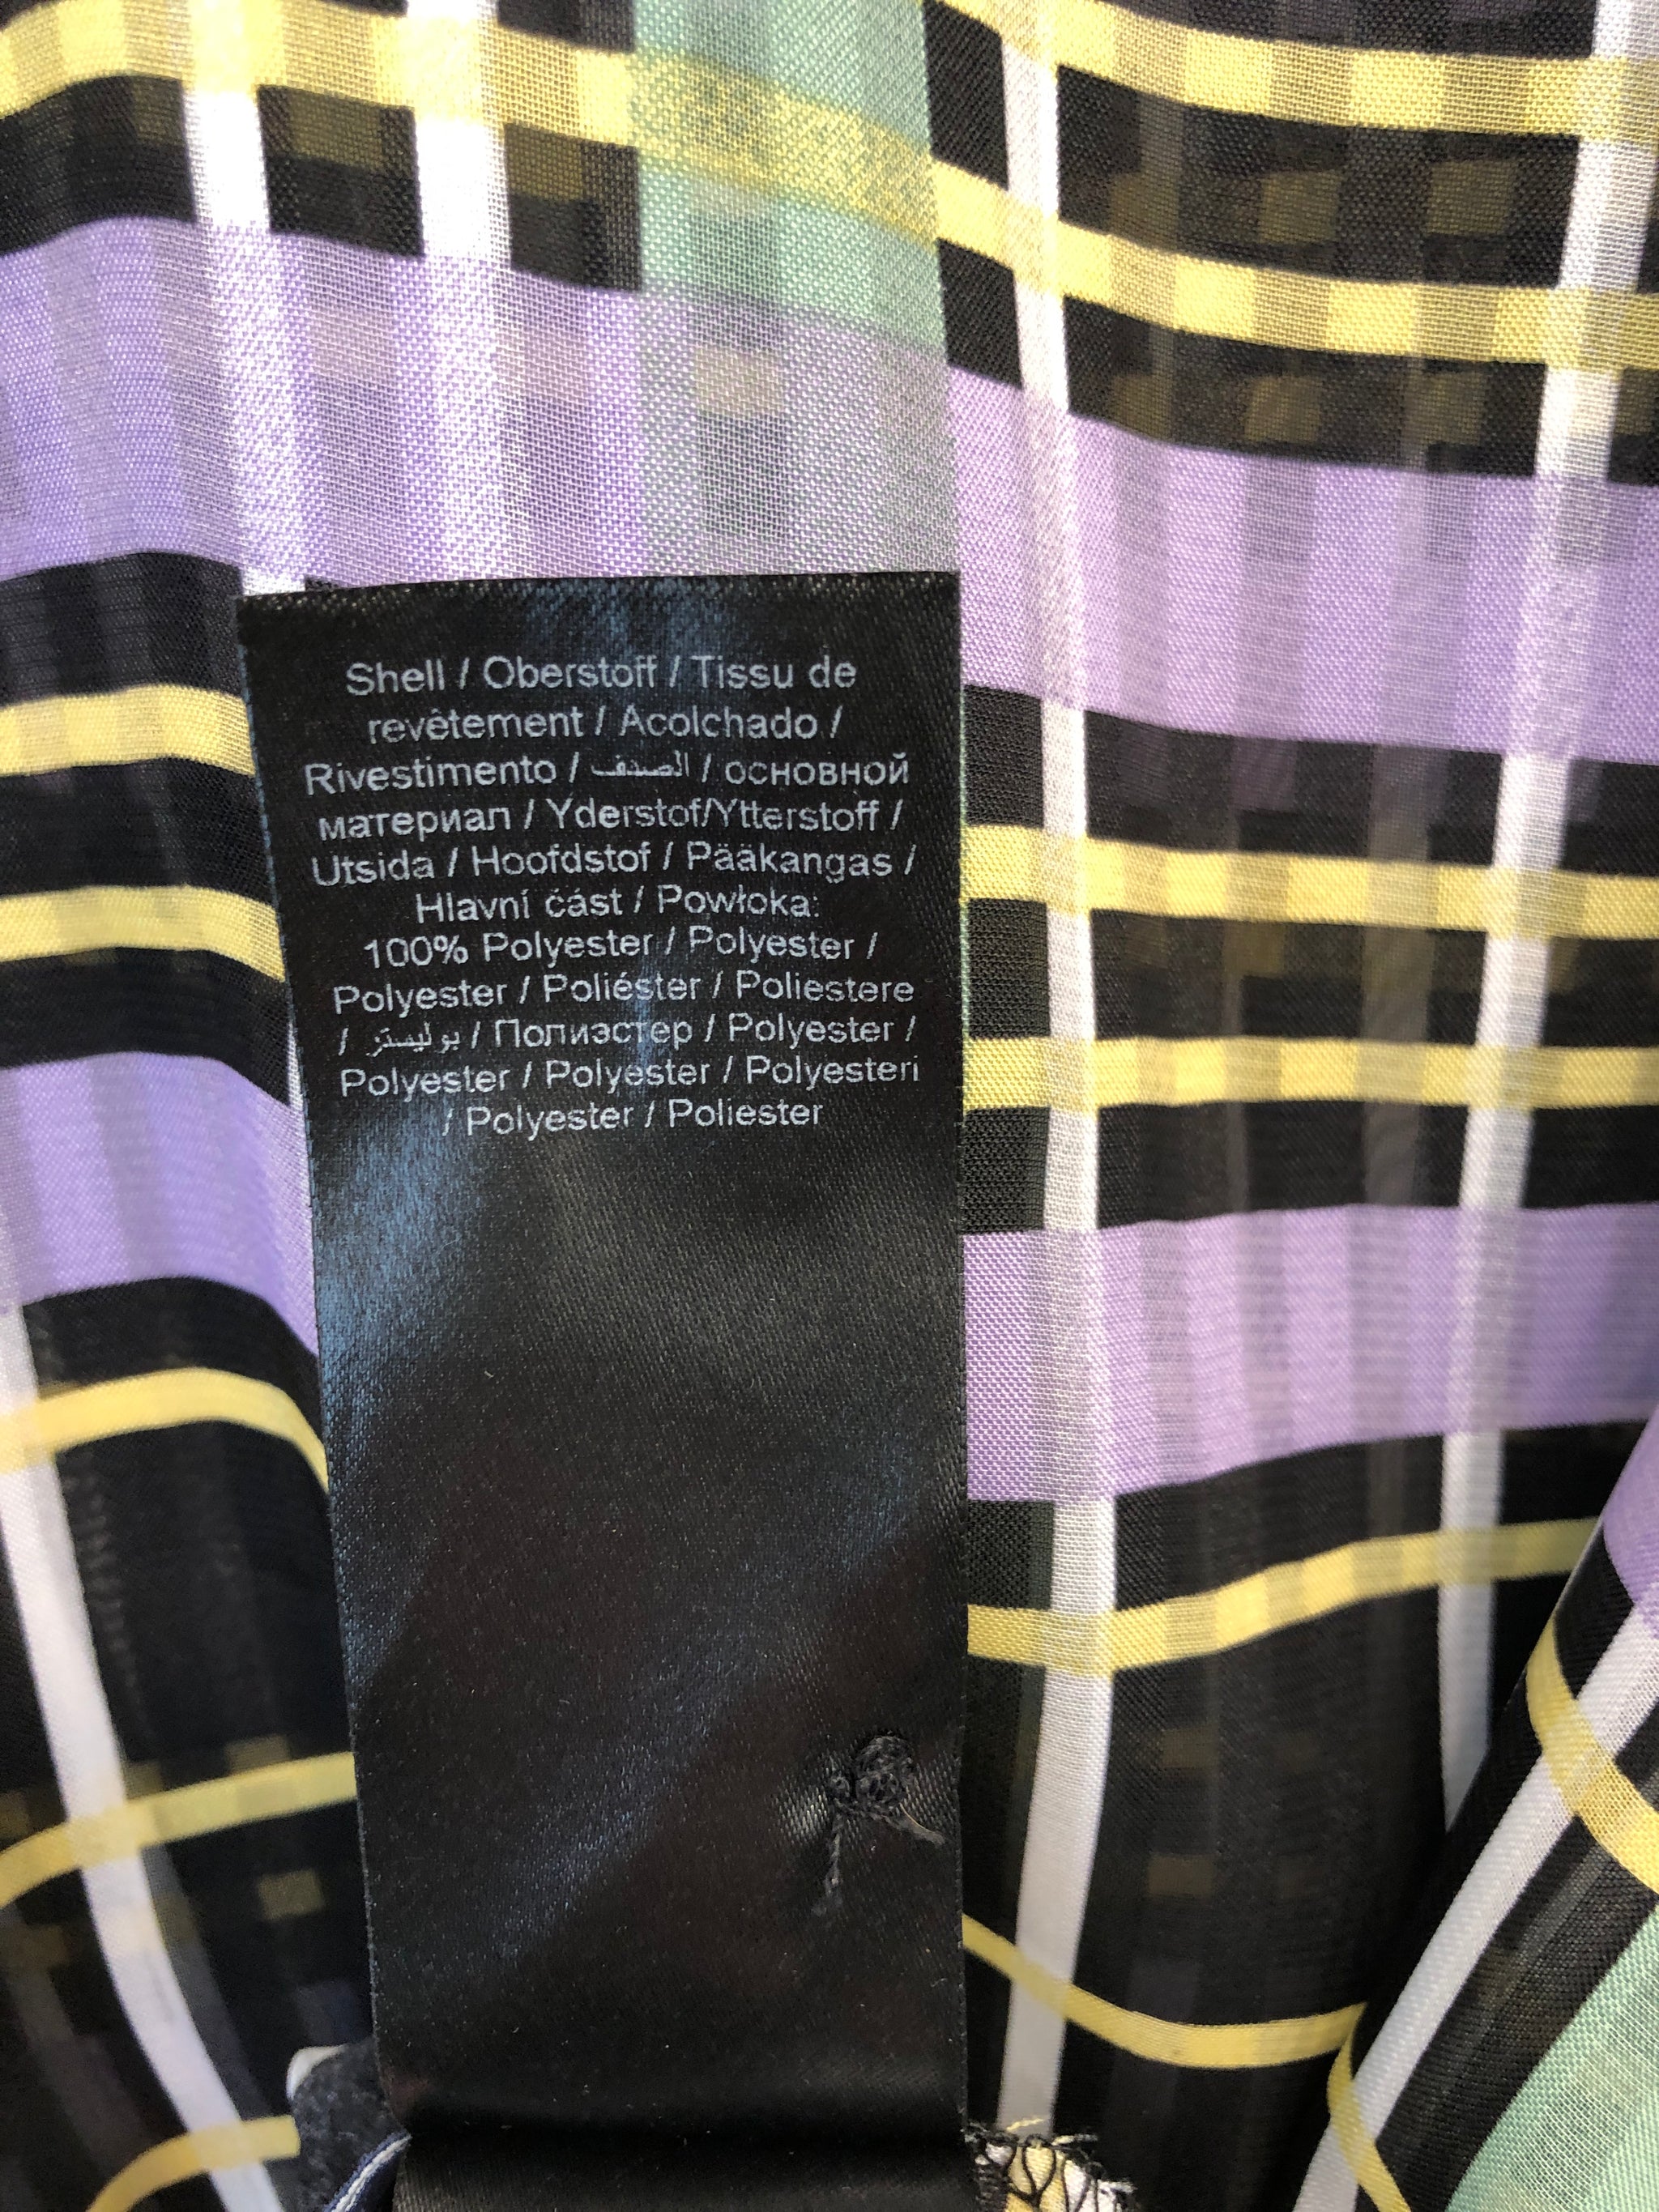 Shell / Oberstoff / Tissu de
revêtement / Acolchado /
Rivestimento / الصدف / основной
материал / Yderstof/Ytterstoff /
Utsida / Hoofdstof / Pääkangas /
Hlavní část / Powłoka:
100% Polyester / Polyester /
Polyester / Poliéster / Poliestere
/ بوليستر / Полиэстер / Polyester /
Polyester / Polyester / Polyesteri
/ Polyester / Poliester